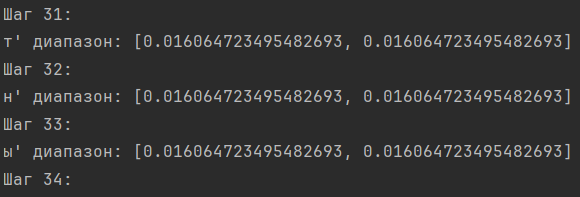 Шаг 31:
т' диапазон: [0.016064723495482693, 0.016064723495482693]
Шаг 32:
н' диапазон: [0.016064723495482693, 0.016064723495482693]
Шаг 33:
ы' диапазон: [0.016064723495482693, 0.016064723495482693]
Шаг 34: